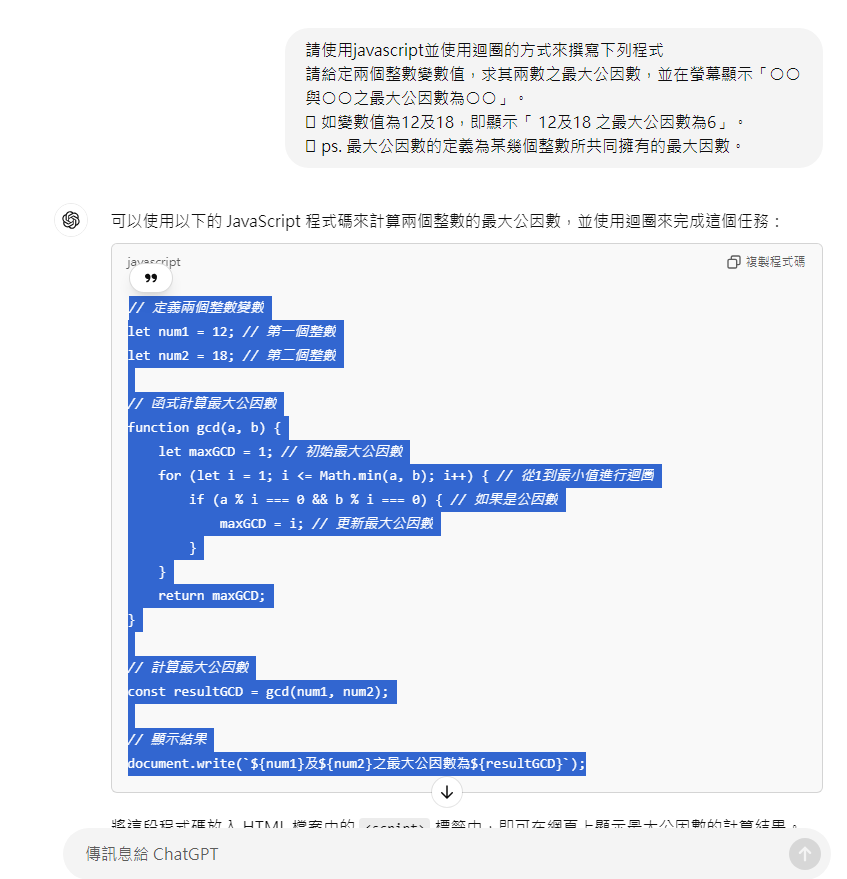 請使用javascript並使用迴圈的方式來撰寫下列程式
請給定兩個整數變數值，求其兩數之最大公因數，並在螢幕顯示「○○
與○○之最大公因數為○○」。
▯ 如變數值為12及18，即顯示「 12及18 之最大公因數為6」。
▯ ps. 最大公因數的定義為某幾個整數所共同擁有的最大因數。
可以使用以下的 JavaScript 程式碼來計算兩個整數的最大公因數，並使用迴圈來完成這個任務：
javascript
複製程式碼
// 定義兩個整數變數
let num1 = 12; // 第一個整數
let num2 = 18; // 第二個整數
// 函式計算最大公因數
function gcd(a, b) {
    let maxGCD = 1; // 初始最大公因數
    for (let i = 1; i <= Math.min(a, b); i++) { // 從1到最小值進行迴圈
        if (a % i === 0 && b % i === 0) { // 如果是公因數
            maxGCD = i; // 更新最大公因數
        }
    }
    return maxGCD;
}
// 計算最大公因數
const resultGCD = gcd(num1, num2);
// 顯示結果
document.write(`${num1}及${num2}之最大公因數為${resultGCD}`);
將這段程式碼放入 HTML 檔案中的 <script> 標籤中，即可在網頁上顯示最大公因數的計算結果。
傳訊息給 ChatGPT